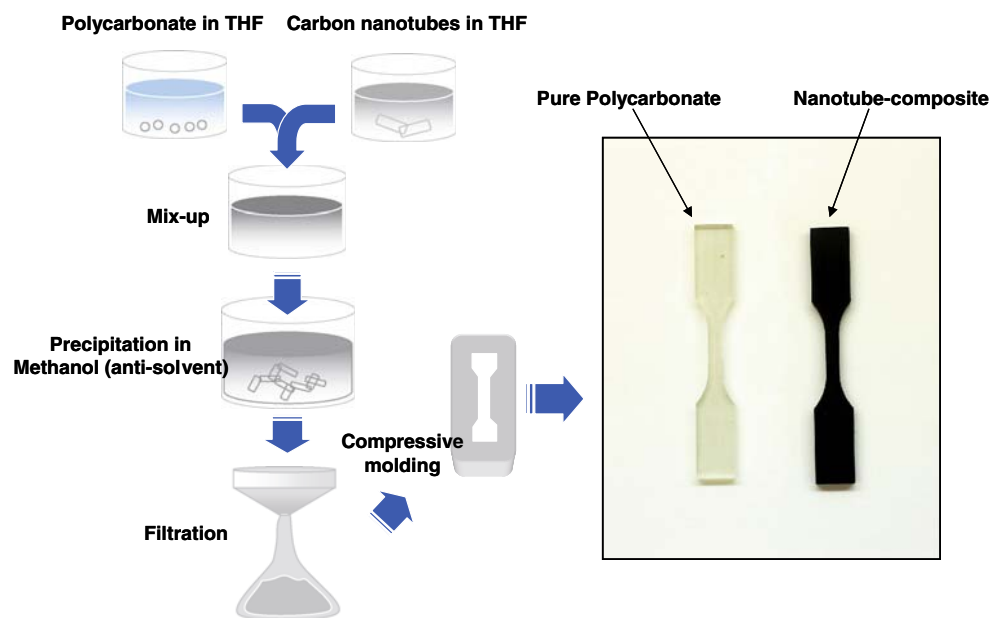 Polycarbonate in THF
Carbon nanotubes in THF
Mix-up
Precipitation in
Methanol (anti-solvent)
Filtration
Compressive
molding
Pure Polycarbonate
Nanotube-composite